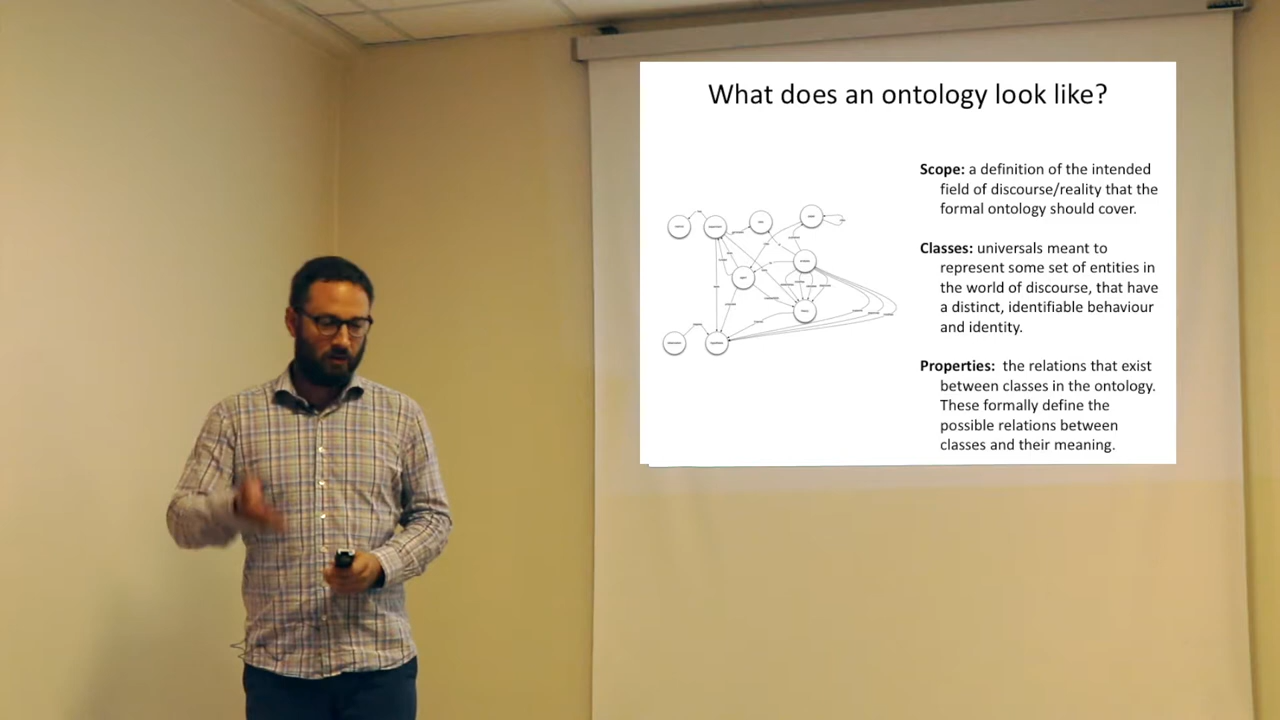 What does an ontology look like?
Scope: a definition of the intended
field of discourse/reality that the
formal ontology should cover.
Classes: universals meant to
represent some set of entities in
the world of discourse, that have
a distinct, identifiable behaviour
and identity.
Properties: the relations that exist
between classes in the ontology.
These formally define the
possible relations between
classes and their meaning.